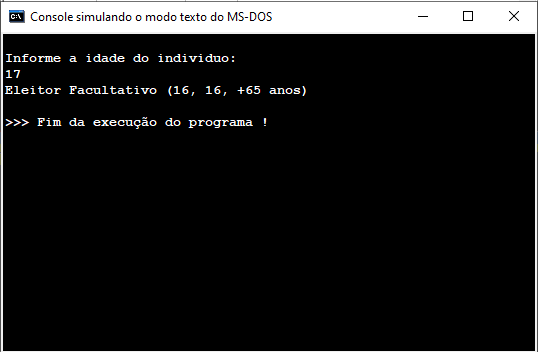 Console simulando o modo texto do MS-DOS
Informe a idade do individuo:
17
Eleitor Facultativo (16, 16, +65 anos)
>>> Fim da execução do programa !